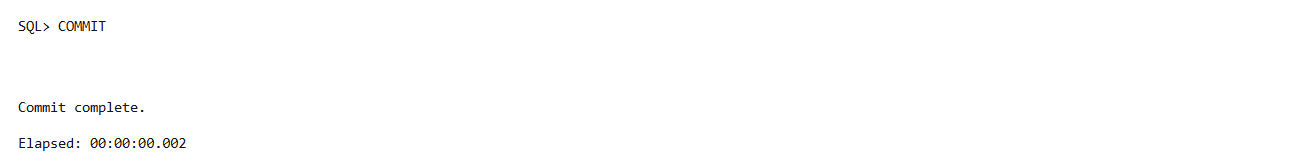 SQL> COMMIT
Commit complete.
Elapsed: 00:00:00.002